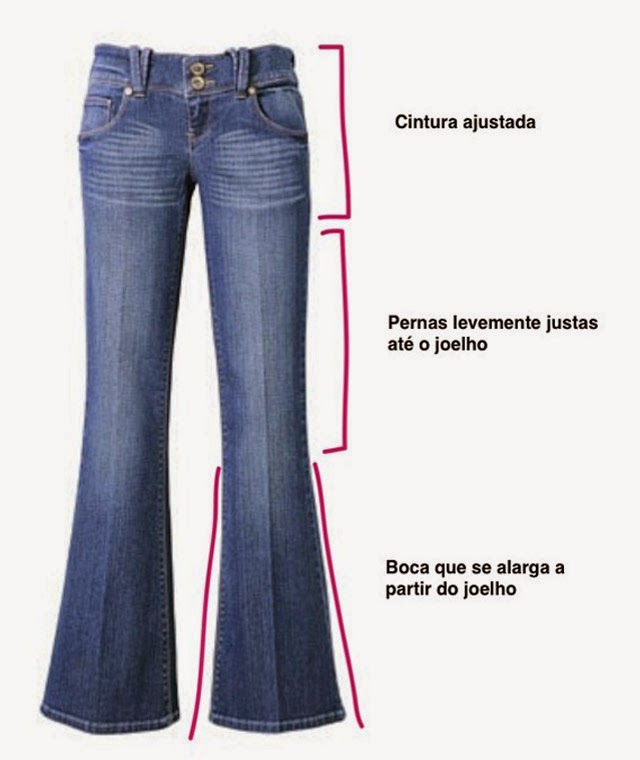 Cintura ajustada
Pernas levemente justas
até o joelho
Boca que se alarga a
partir do joelho